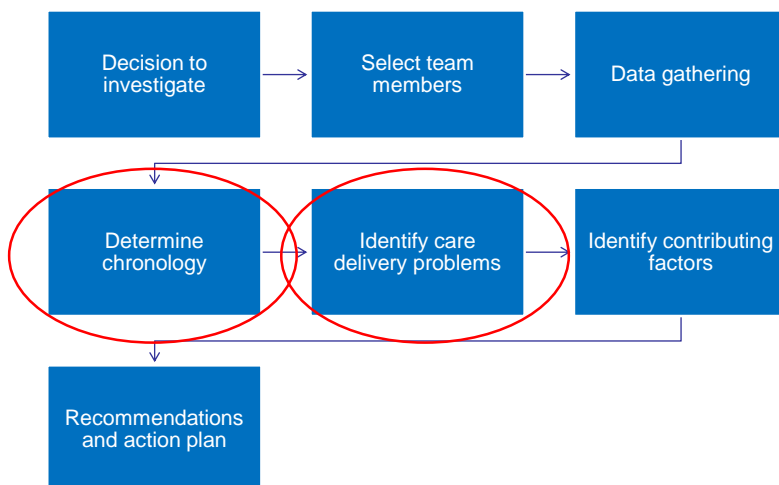 Decision to
investigate
Select team
members
Data gathering
Determine
chronology
Identify care
delivery problems
Identify contributing
factors
Recommendations
and action plan